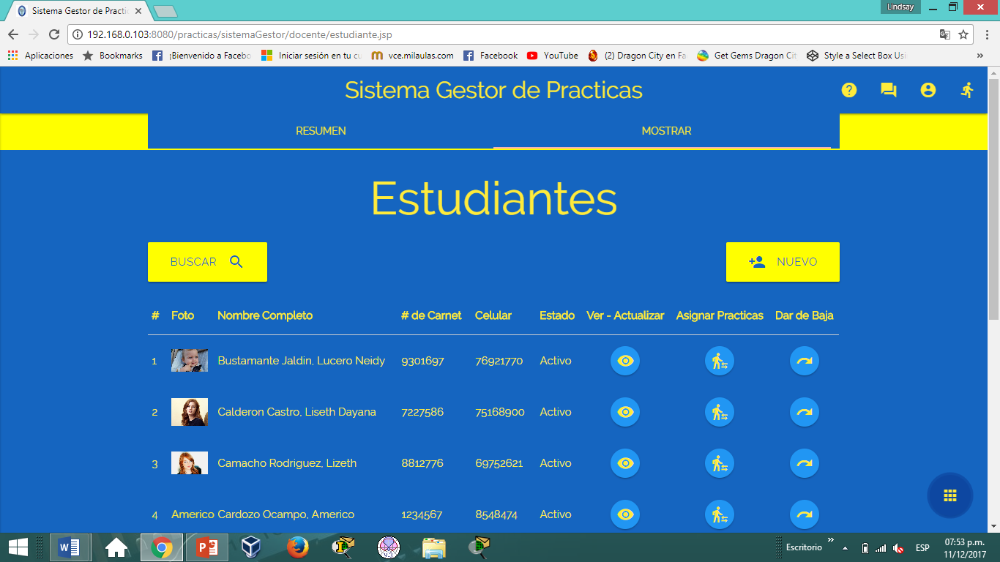 Lindsay
Sistema Gestor de Practic
192.168.0.103:8080/practicas/sistemaGestor/docente/estudiante.jsp
Aplicaciones Bookmarks ¡Bienvenido a Facebo Iniciar sesión en tu cu vce.milaulas.com Facebook YouTube (2) Dragon City en Fa Get Gems Dragon Cit Style a Select Box Usi »
Sistema Gestor de Practicas
RESUMEN MOSTRAR
Estudiantes
BUSCAR NUEVO
# Foto Nombre Completo # de Carnet Celular Estado Ver - Actualizar Asignar Practicas Dar de Baja
1 Bustamante Jaldin, Lucero Neidy 9301697 76921770 Activo
2 Calderon Castro, Liseth Dayana 7227586 75168900 Activo
3 Camacho Rodriguez, Lizeth 8812776 69752621 Activo
4 Americo Cardozo Ocampo, Americo 1234567 8548474 Activo
Escritorio » ESP 07:53 p.m.
11/12/2017